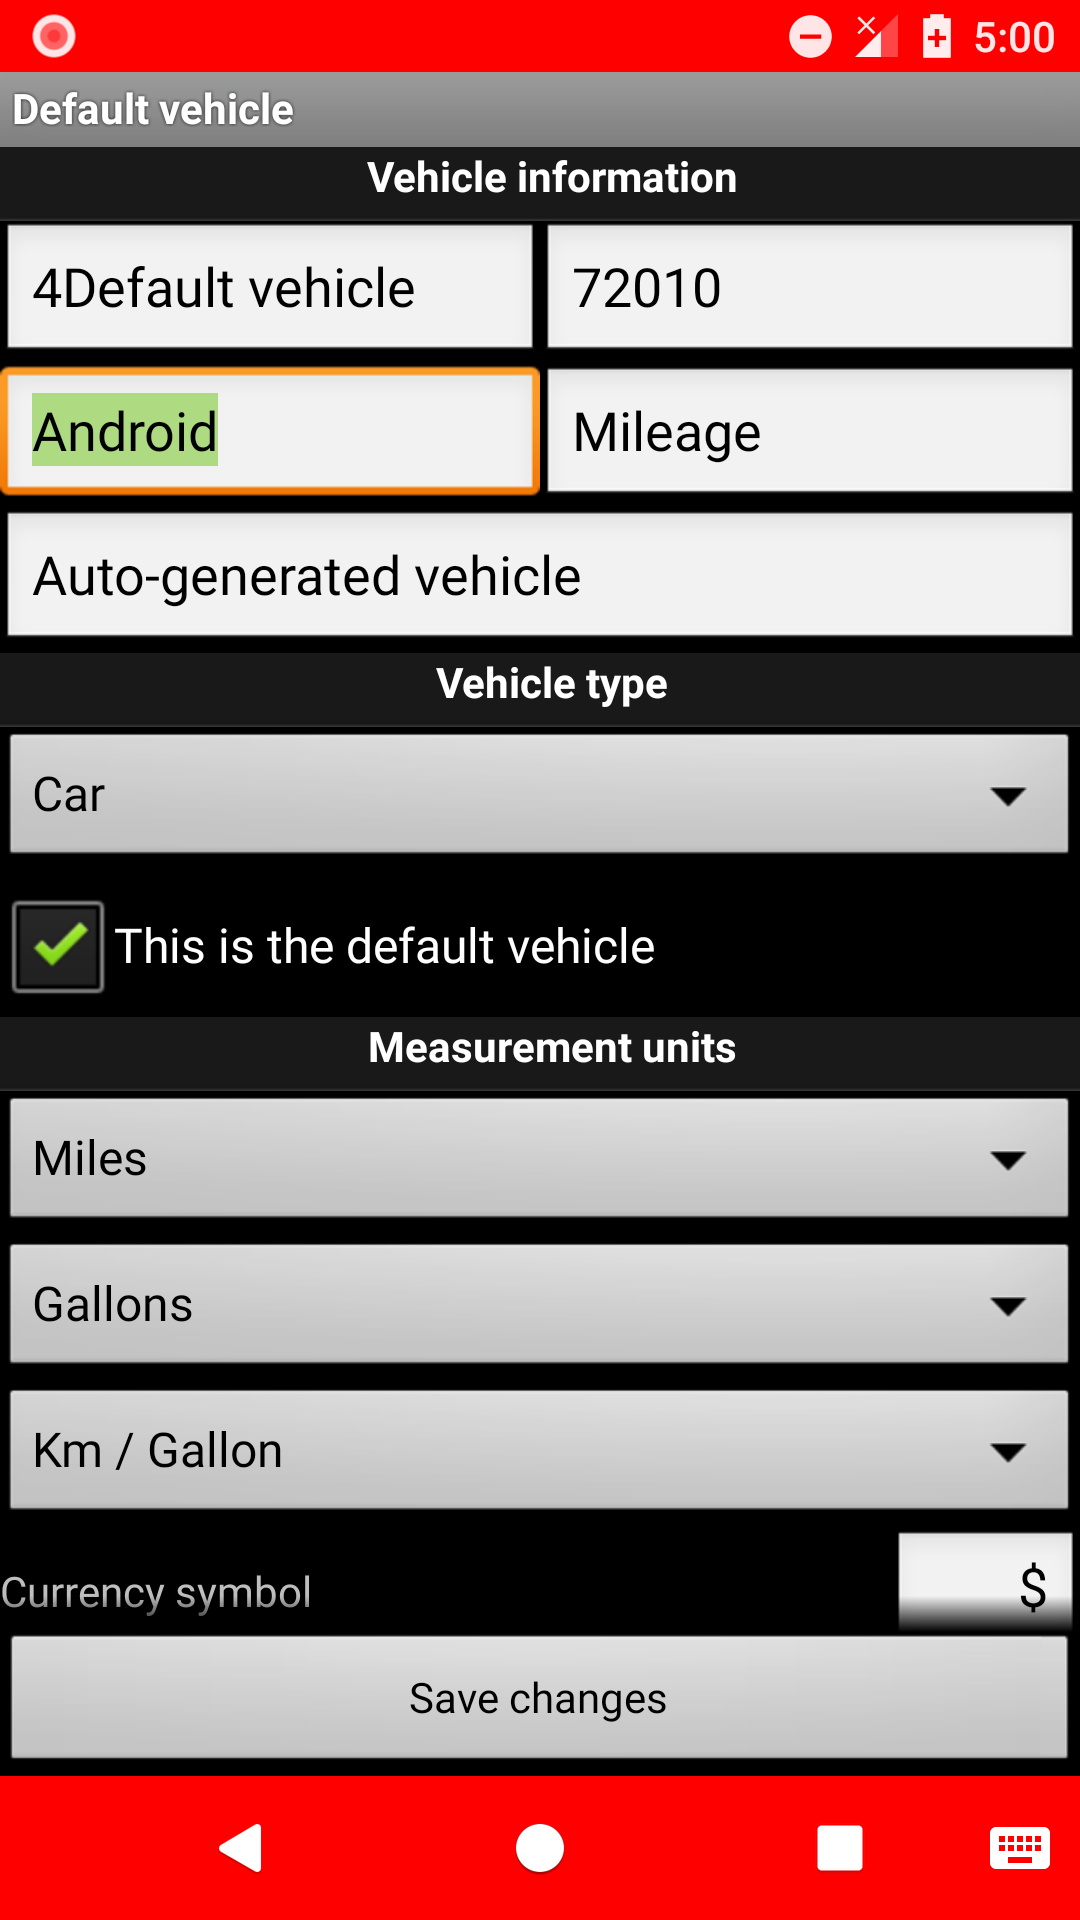 5:00
Default vehicle
Vehicle information
4Default vehicle
72010
Android
Mileage
Auto-generated vehicle
Vehicle type
Car
This is the default vehicle
Measurement units
Miles
Gallons
Km / Gallon
Currency symbol
$
Save changes